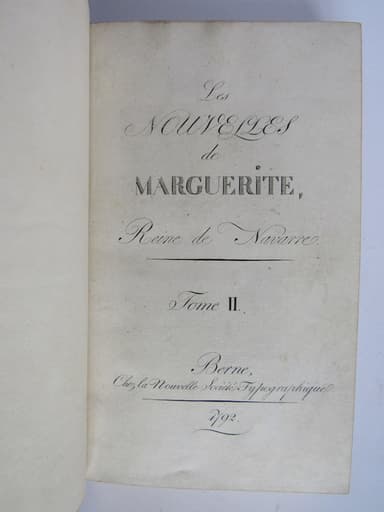 Les
NOUVELLES
de
MARGUERITE,
Reine de Navarre.
Tome II.
Berne,
Chez la Nouvelle Société Typographique
1792.